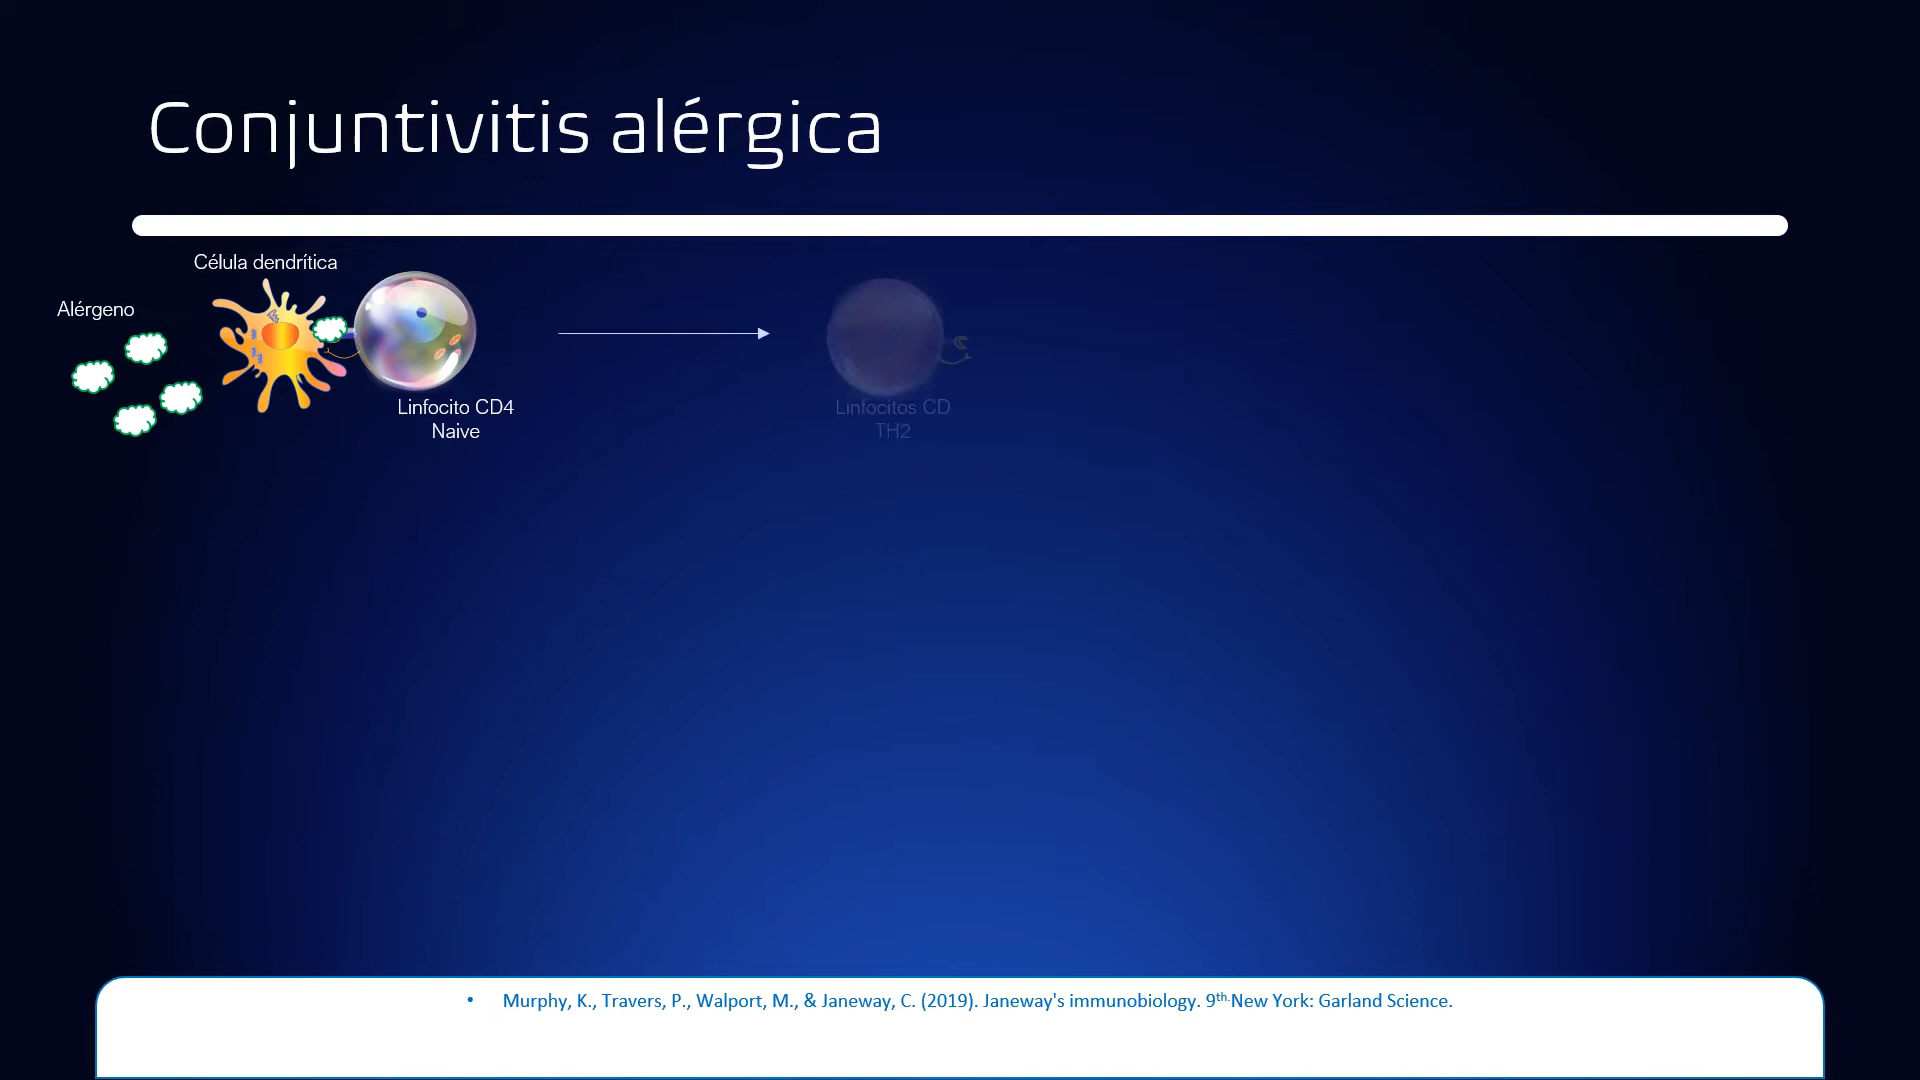 Conjuntivitis alérgica
Célula dendrítica
Alérgeno
Linfocito CD4
Naive
Linfocitos CD
TH2
• Murphy, K., Travers, P., Walport, M., & Janeway, C. (2019). Janeway's immunobiology. 9th.New York: Garland Science.